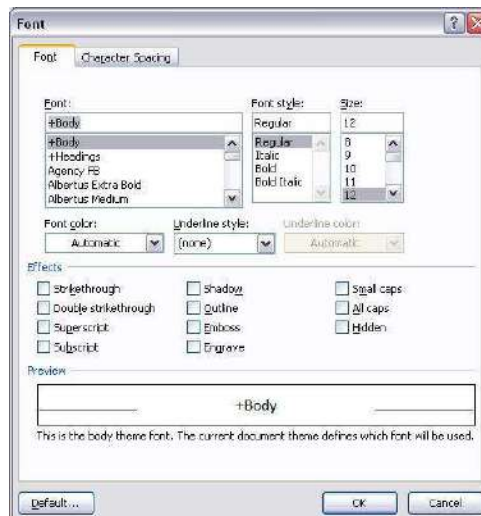 Font
Font Character Spacing
Font: Font style: Size:
+Body Regular 12
+Body Regular 8
+Headings Italic 9
Agency FB Bold 10
Albertus Extra Bold Bold Italic 11
Albertus Medium 12
Font color: Underline style: Underline color:
Automatic (none) Automatic
Effects
Strikethrough Shadow Small caps
Double strikethrough Outline All caps
Superscript Emboss Hidden
Subscript Engrave
Preview
+Body
This is the body theme font. The current document theme defines which font will be used.
Default... OK Cancel